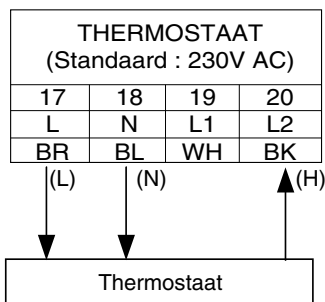 THERMOSTAAT
(Standaard : 230V AC)
17 18 19 20
L N L1 L2
BR BL WH BK
(L) (N) (H)
Thermostaat